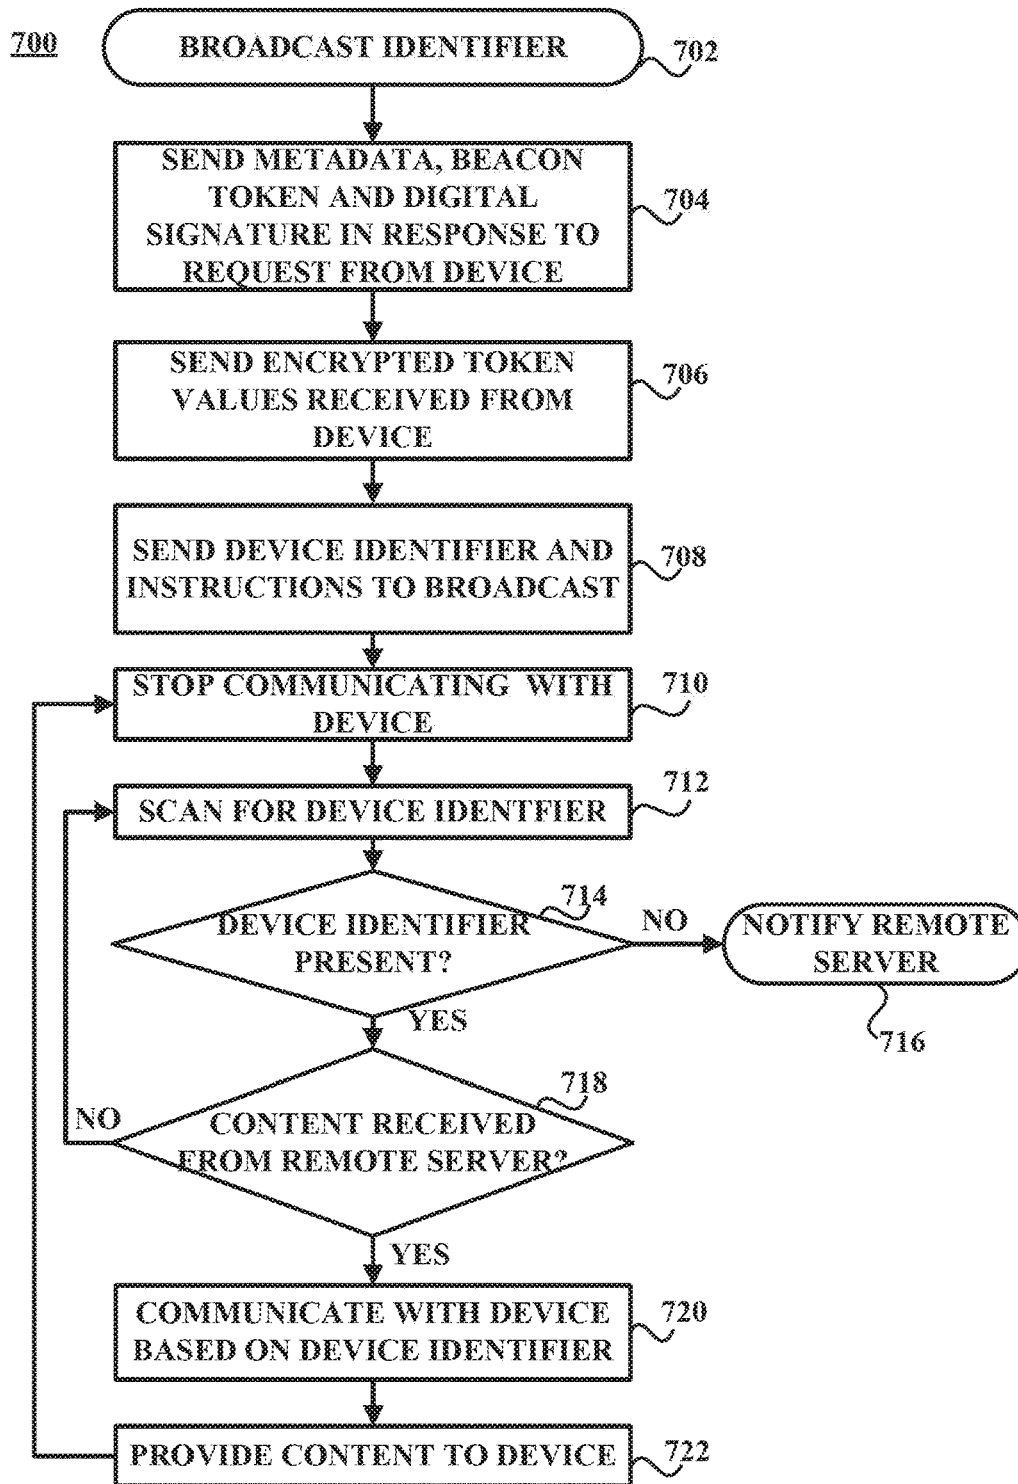 700
BROADCAST IDENTIFIER
702
SEND METADATA, BEACON
TOKEN AND DIGITAL
SIGNATURE IN RESPONSE TO
REQUEST FROM DEVICE
704
SEND ENCRYPTED TOKEN
VALUES RECEIVED FROM
DEVICE
706
SEND DEVICE IDENTIFIER AND
INSTRUCTIONS TO BROADCAST
708
STOP COMMUNICATING WITH
DEVICE
710
SCAN FOR DEVICE IDENTFIER
712
DEVICE IDENTIFIER
PRESENT?
714
NO
NOTIFY REMOTE
SERVER
716
YES
CONTENT RECEIVED
FROM REMOTE SERVER?
718
NO
YES
COMMUNICATE WITH DEVICE
BASED ON DEVICE IDENTIFIER
720
PROVIDE CONTENT TO DEVICE
722